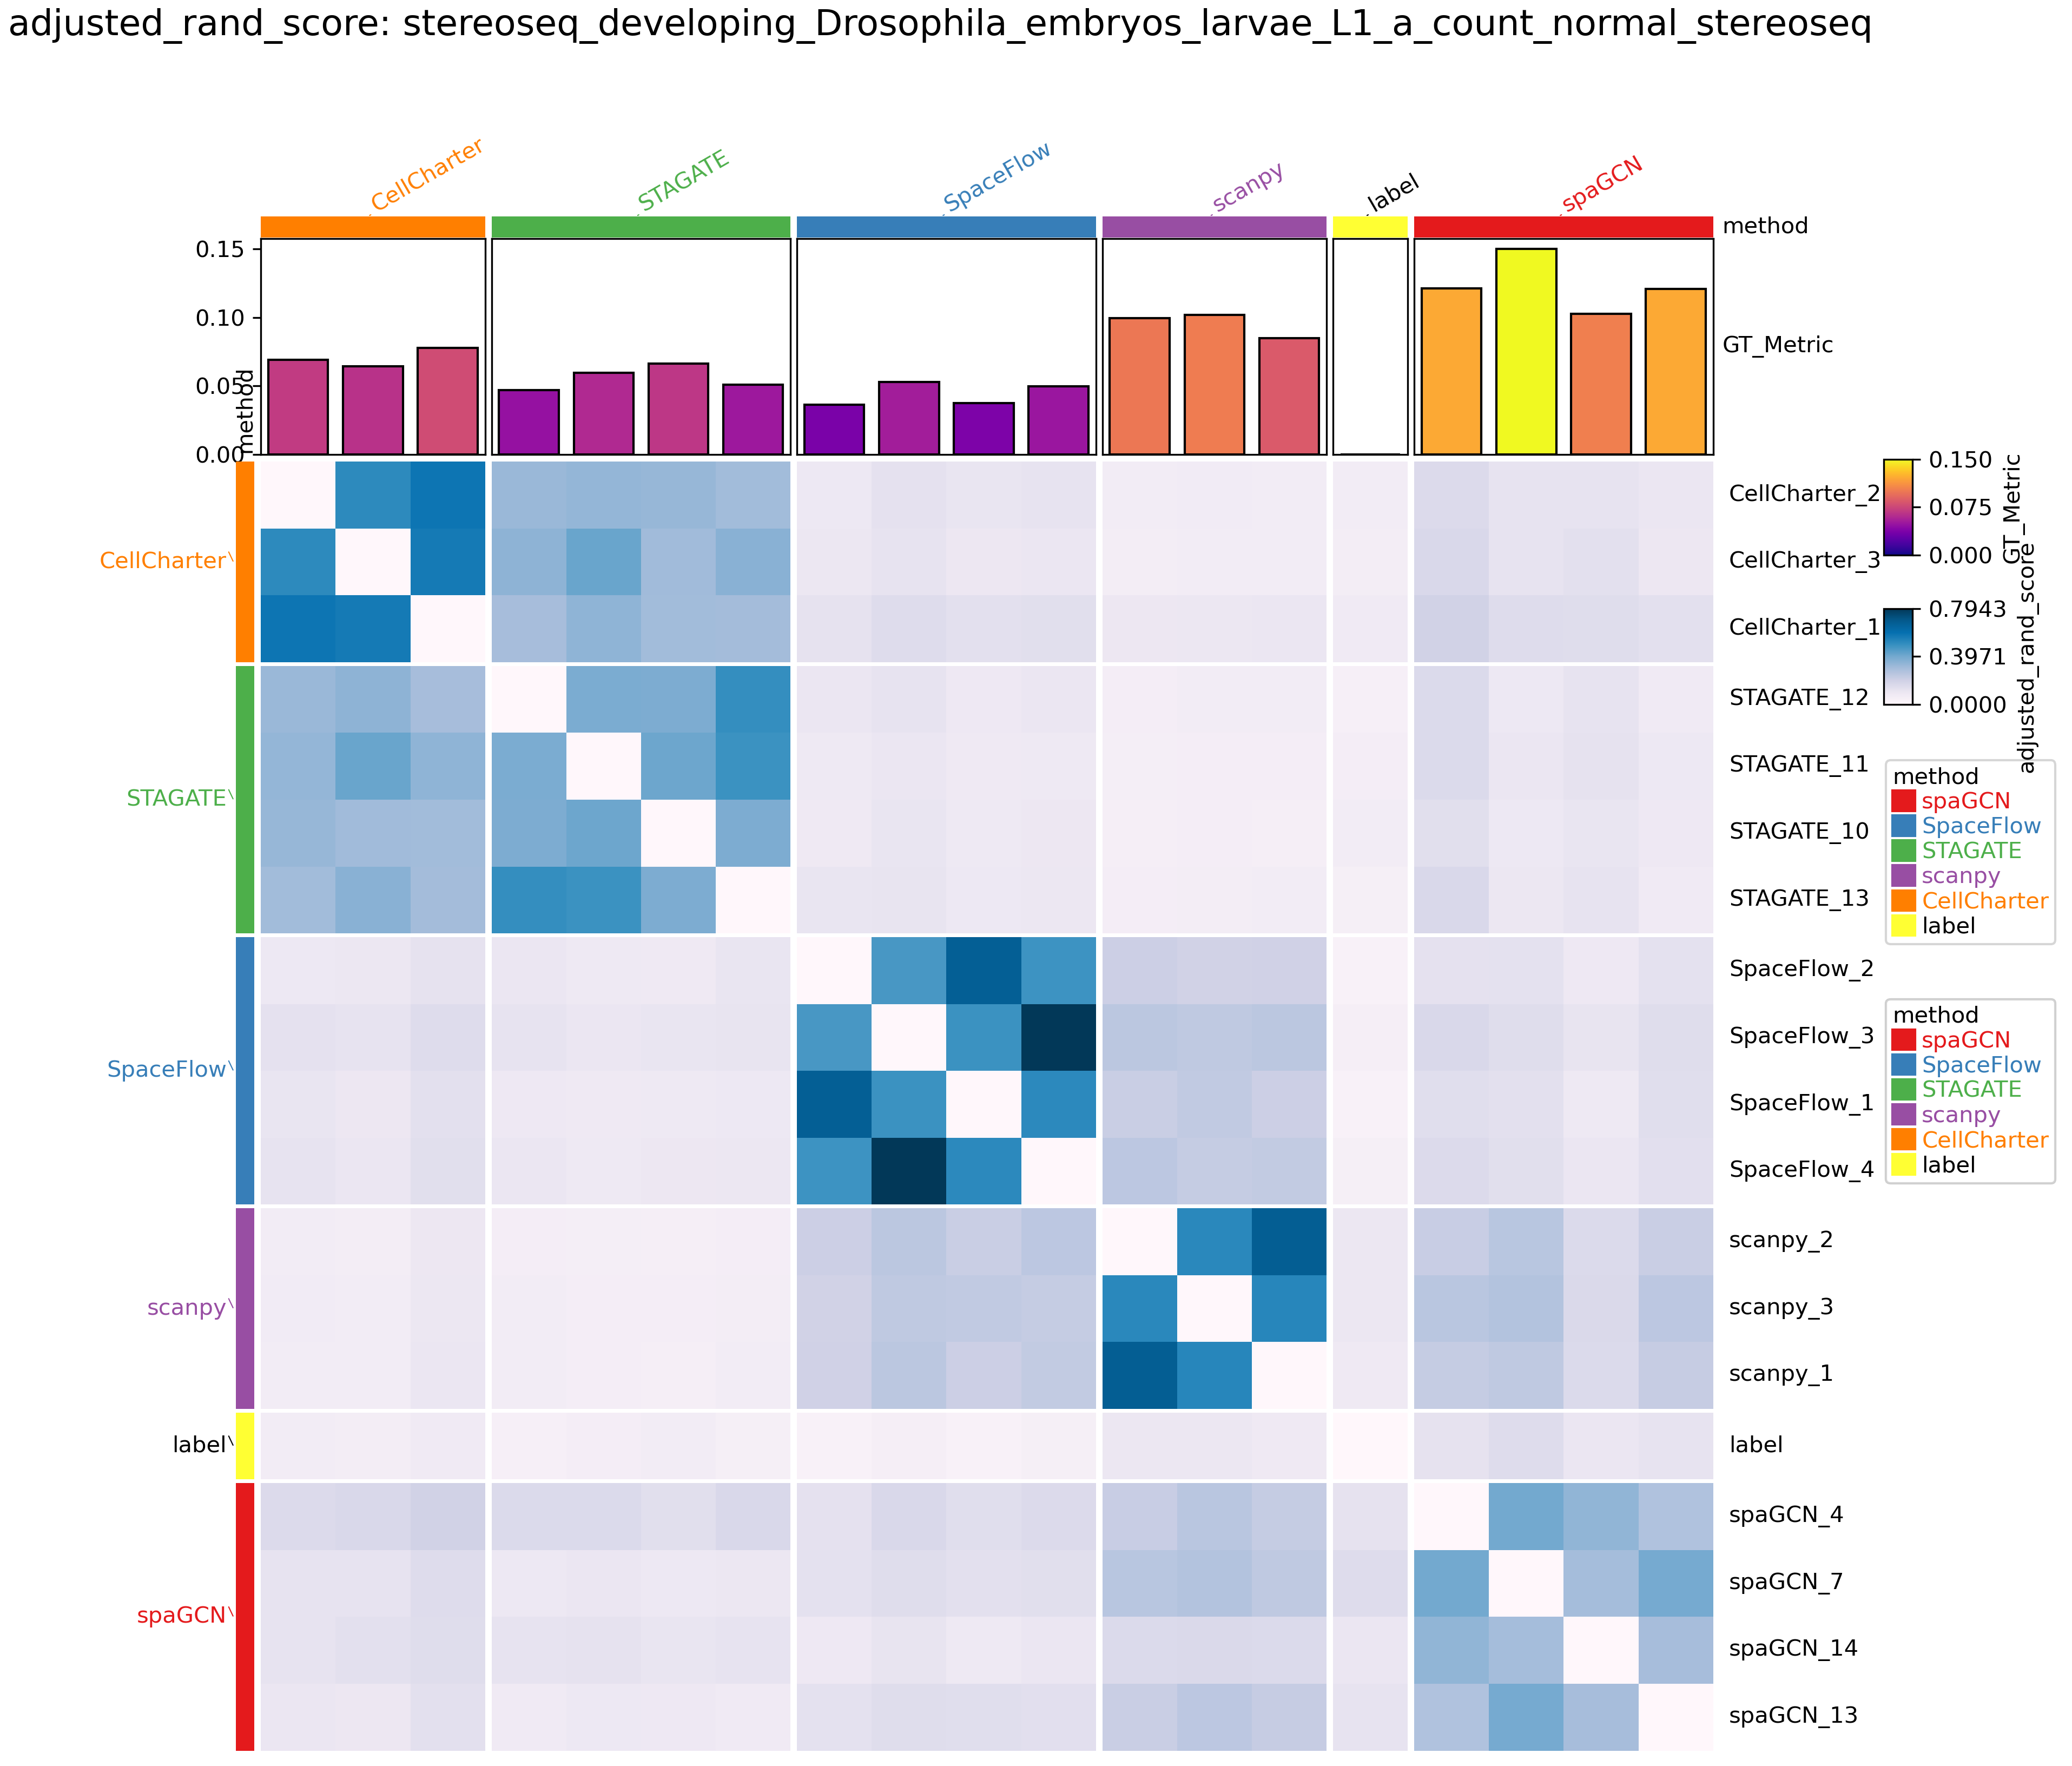 adjusted_rand_score: stereoseq_developing_Drosophila_embryos_larvae_L1_a_count_normal_stereoseq
CellCharter
STAGATE
SpaceFlow
scanpy
label
spaGCN
method
0.15
0.10
0.05
0.00
method
GT_Metric
CellCharter
STAGATE
SpaceFlow
scanpy
label
spaGCN
CellCharter_2
CellCharter_3
CellCharter_1
STAGATE_12
STAGATE_11
STAGATE_10
STAGATE_13
SpaceFlow_2
SpaceFlow_3
SpaceFlow_1
SpaceFlow_4
scanpy_2
scanpy_3
scanpy_1
label
spaGCN_4
spaGCN_7
spaGCN_14
spaGCN_13
0.150
0.075
0.000
GT_Metric
0.7943
0.3971
0.0000
adjusted_rand_score
method
spaGCN
SpaceFlow
STAGATE
scanpy
CellCharter
label
method
spaGCN
SpaceFlow
STAGATE
scanpy
CellCharter
label